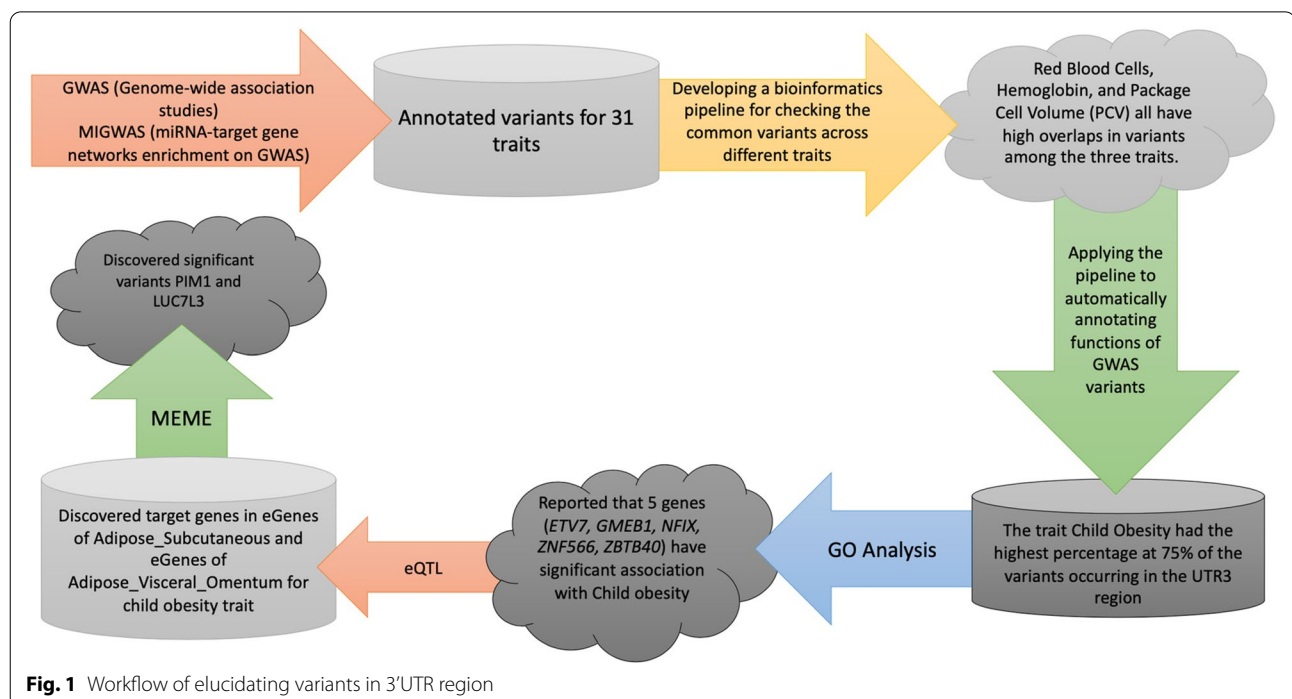 GWAS (Genome-wide association
studies)
MIGWAS (miRNA-target gene
networks enrichment on GWAS)
Annotated variants for 31
traits
Developing a bioinformatics
pipeline for checking the
common variants across
different traits
Red Blood Cells,
Hemoglobin, and Package
Cell Volume (PCV) all have
high overlaps in variants
among the three traits.
Applying the
pipeline to
automatically
annotating
functions of
GWAS
variants
The trait Child Obesity had the
highest percentage at 75% of the
variants occurring in the UTR3
region
GO Analysis
Reported that 5 genes
(ETV7, GMEB1, NFIX,
ZNF566, ZBTB40) have
significant association
with Child obesity
eQTL
Discovered target genes in eGenes
of Adipose_Subcutaneous and
eGenes of
Adipose_Visceral_Omentum for
child obesity trait
MEME
Discovered significant
variants PIM1 and
LUC7L3
Fig. 1 Workflow of elucidating variants in 3’UTR region